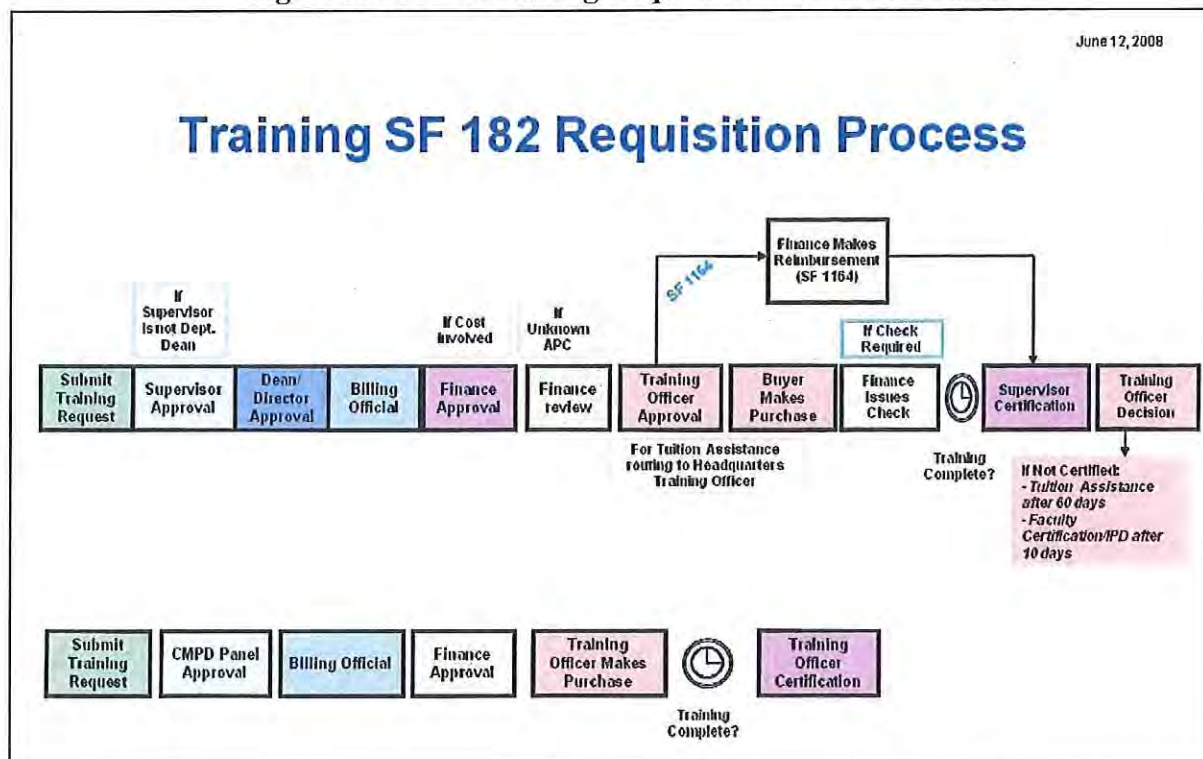 June 12, 2008
Training SF 182 Requisition Process
Finance Makes
Reimbursement
(SF 1164)
SF 1164
If
Supervisor
Is not Dept.
Dean
If Cost
Involved
If
Unknown
APC
If Check
Required
Submit
Training
Request
Supervisor
Approval
Dean/
Director
Approval
Billing
Official
Finance
Approval
Finance
review
Training
Officer
Approval
Buyer
Makes
Purchase
Finance
Issues
Check
Supervisor
Certification
Training
Officer
Decision
For Tuition Assistance
routing to Headquarters
Training Officer
Training
Complete?
If Not Certified:
- Tuition Assistance
after 60 days
- Faculty
Certification/IPD after
10 days
Submit
Training
Request
CMPD Panel
Approval
Billing Official
Finance
Approval
Training
Officer Makes
Purchase
Training
Officer
Certification
Training
Complete?